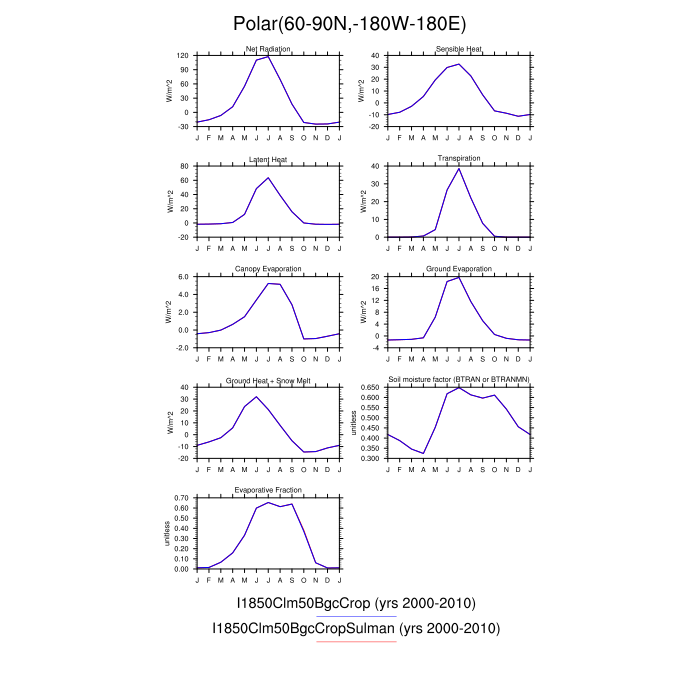 Polar(60-90N,-180W-180E)
Net Radiation
Sensible Heat
W/m^2
120
90
60
30
0
-30
J F M A M J J A S O N D J
W/m^2
40
30
20
10
0
-10
-20
J F M A M J J A S O N D J
Latent Heat
Transpiration
W/m^2
80
60
40
20
0
-20
J F M A M J J A S O N D J
W/m^2
40
30
20
10
0
J F M A M J J A S O N D J
Canopy Evaporation
Ground Evaporation
W/m^2
6.0
4.0
2.0
0.0
-2.0
J F M A M J J A S O N D J
W/m^2
20
16
12
8
4
0
-4
J F M A M J J A S O N D J
Ground Heat + Snow Melt
Soil moisture factor (BTRAN or BTRANMN)
W/m^2
40
30
20
10
0
-10
-20
J F M A M J J A S O N D J
unitless
0.650
0.600
0.550
0.500
0.450
0.400
0.350
0.300
J F M A M J J A S O N D J
Evaporative Fraction
unitless
0.70
0.60
0.50
0.40
0.30
0.20
0.10
0.00
J F M A M J J A S O N D J
I1850Clm50BgcCrop (yrs 2000-2010)
I1850Clm50BgcCropSulman (yrs 2000-2010)